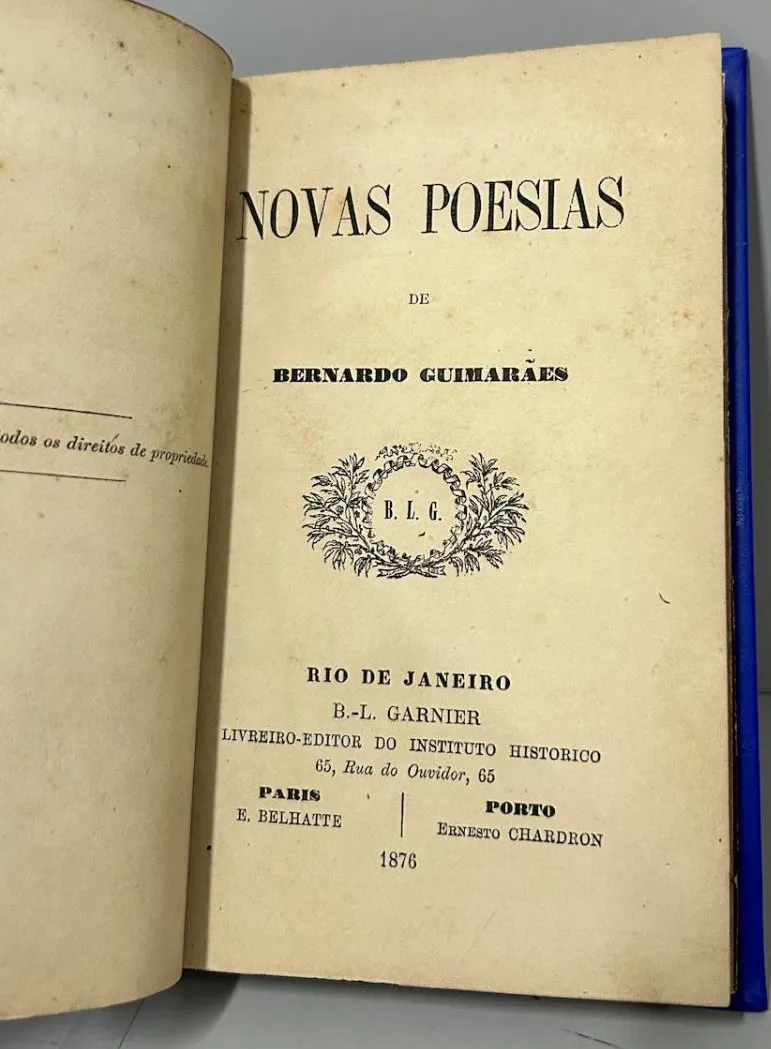 os direitos de propriedade.
NOVAS POESIAS
DE
BERNARDO GUIMARÃES
B. L. G.
RIO DE JANEIRO
B.-L. GARNIER
LIVREIRO-EDITOR DO INSTITUTO HISTORICO
65, Rua do Ouvidor, 65
PARIS
E. BELHATTE
PORTO
ERNESTO CHARDRON
1876